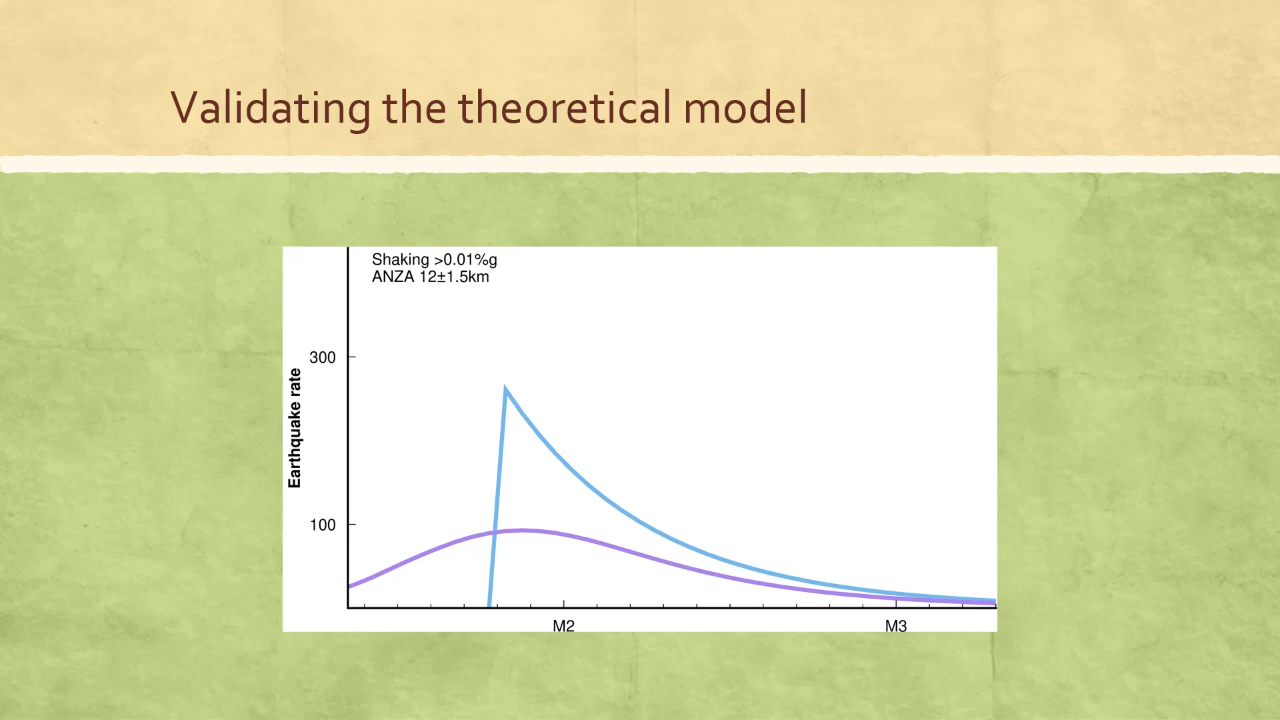 Validating the theoretical model
Shaking >0.01%g
ANZA 12±1.5km
300
Earthquake rate
100
M2
M3